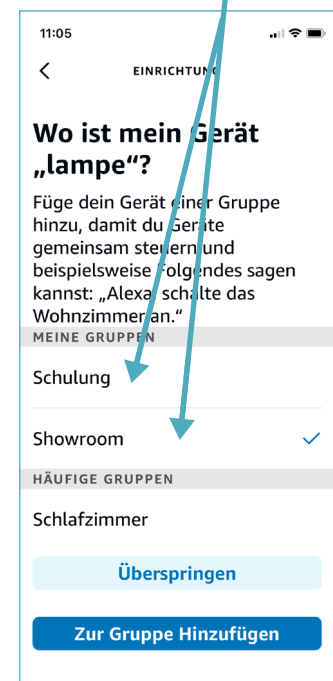 11:05
EINRICHTUNG
Wo ist mein Gerät
„lampe“?
Füge dein Gerät einer Gruppe
hinzu, damit du Geräte
gemeinsam steuern und
beispielsweise Folgendes sagen
kannst: „Alexa, schalte das
Wohnzimmer an.“
MEINE GRUPPEN
Schulung
Showroom
HÄUFIGE GRUPPEN
Schlafzimmer
Überspringen
Zur Gruppe Hinzufügen